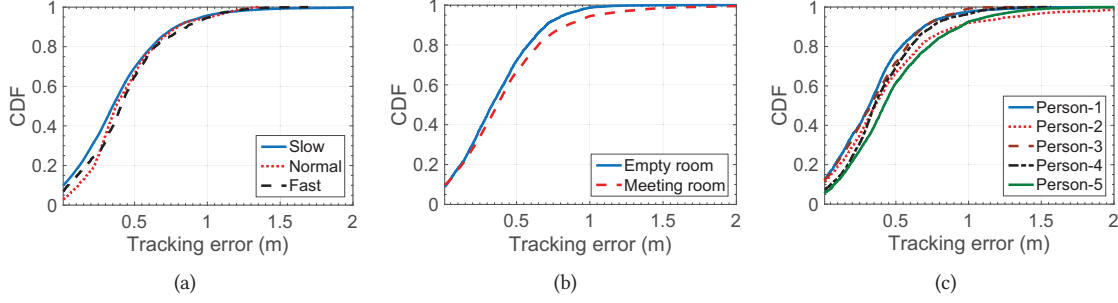 1
0.8
0.6
0.4
0.2
0
CDF
0 0.5 1 1.5 2
Tracking error (m)
Slow
Normal
Fast
(a)
1
0.8
0.6
0.4
0.2
0
CDF
0 0.5 1 1.5 2
Tracking error (m)
Empty room
Meeting room
(b)
1
0.8
0.6
0.4
0.2
0
CDF
0 0.5 1 1.5 2
Tracking error (m)
Person-1
Person-2
Person-3
Person-4
Person-5
(c)